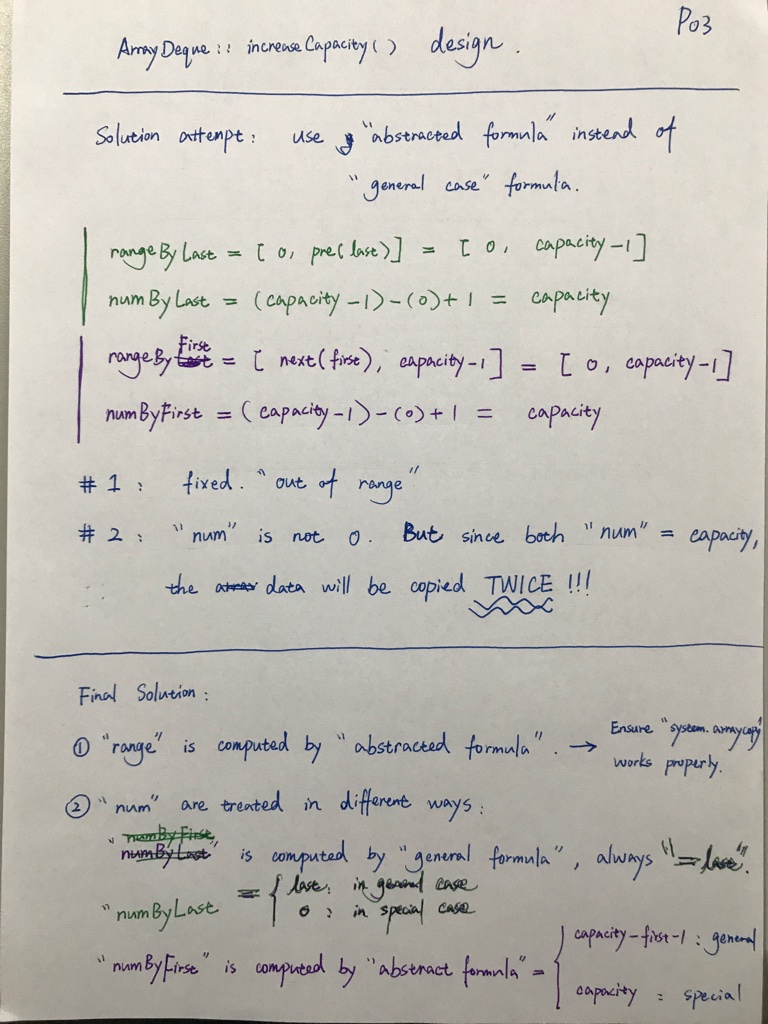 P03
ArrayDeque :: increaseCapacity() design.
Solution attempt: use "abstracted formula" instead of
"general case" formula.
rangeByLast = [0, pre(last)] = [0, capacity-1]
numByLast = (capacity-1)-(0)+1 = capacity
rangeByFirst = [next(first), capacity-1] = [0, capacity-1]
numByFirst = (capacity-1)-(0)+1 = capacity
#1: fixed. "out of range"
#2: "num" is not 0. But since both "num" = capacity,
the data will be copied TWICE !!!
Final Solution:
① "range" is computed by "abstracted formula". → Ensure "system.arraycopy"
works properly.
② "num" are treated in different ways:
numByFirst
"numByLast" is computed by "general formula", always "= last".
"numByLast = { last: in general case
0: in special case
"numByFirst" is computed by "abstract formula" = { capacity-first-1: general
capacity: special